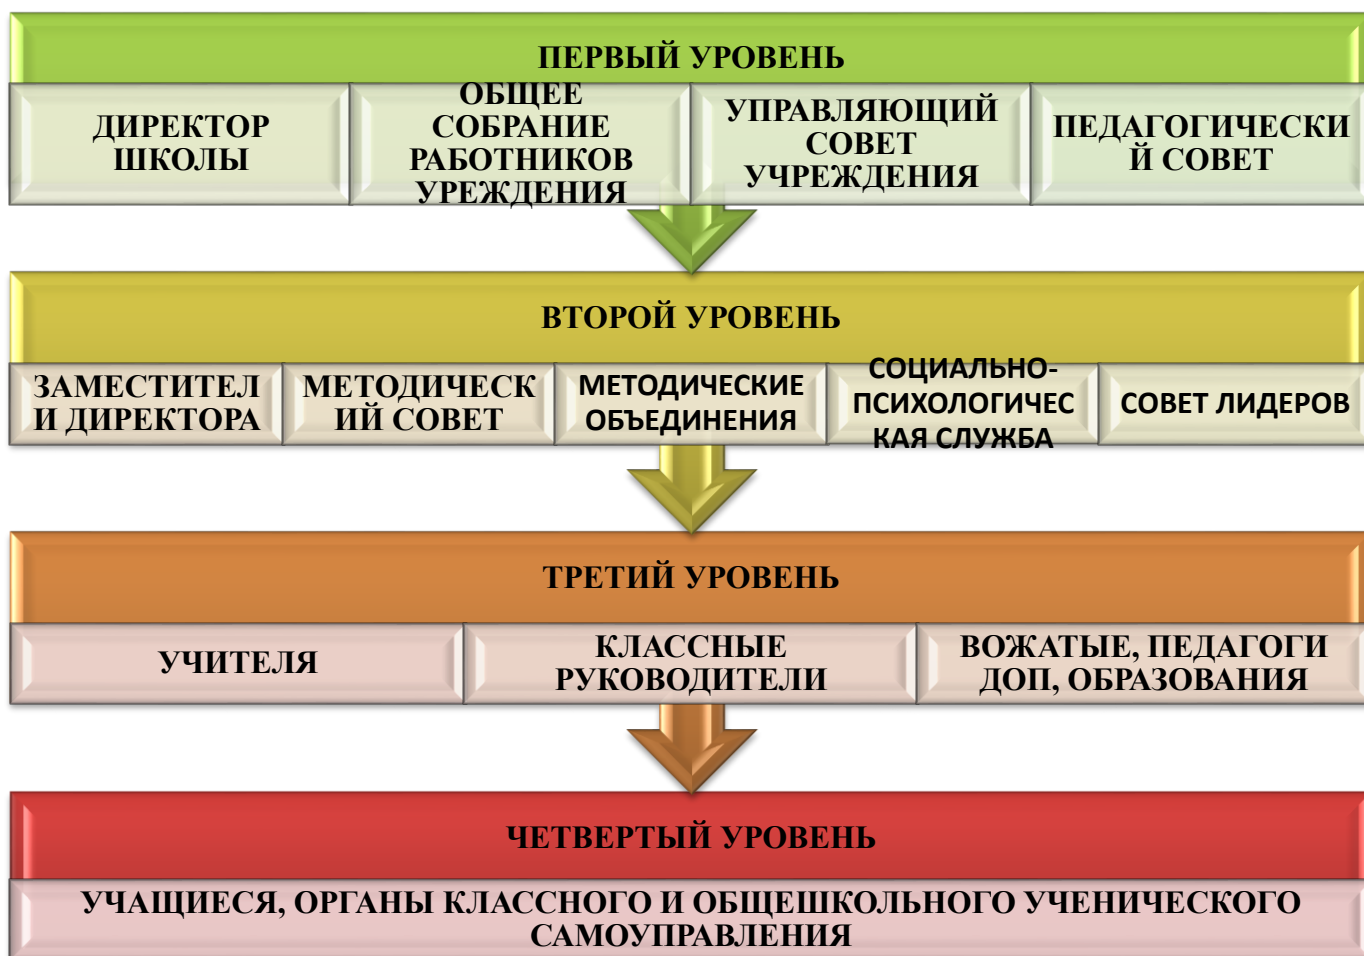 ПЕРВЫЙ УРОВЕНЬ
ДИРЕКТОР
ШКОЛЫ
ОБЩЕЕ
СОБРАНИЕ
РАБОТНИКОВ
УРЕЖДЕНИЯ
УПРАВЛЯЮЩИЙ
СОВЕТ
УЧРЕЖДЕНИЯ
ПЕДАГОГИЧЕСКИ
Й СОВЕТ
ВТОРОЙ УРОВЕНЬ
ЗАМЕСТИТЕЛ
И ДИРЕКТОРА
МЕТОДИЧЕСК
ИЙ СОВЕТ
МЕТОДИЧЕСКИЕ
ОБЪЕДИНЕНИЯ
СОЦИАЛЬНО-
ПСИХОЛОГИЧЕС
КАЯ СЛУЖБА
СОВЕТ ЛИДЕРОВ
ТРЕТИЙ УРОВЕНЬ
УЧИТЕЛЯ
КЛАССНЫЕ
РУКОВОДИТЕЛИ
ВОЖАТЫЕ, ПЕДАГОГИ
ДОП, ОБРАЗОВАНИЯ
ЧЕТВЕРТЫЙ УРОВЕНЬ
УЧАЩИЕСЯ, ОРГАНЫ КЛАССНОГО И ОБЩЕШКОЛЬНОГО УЧЕНИЧЕСКОГО
САМОУПРАВЛЕНИЯ